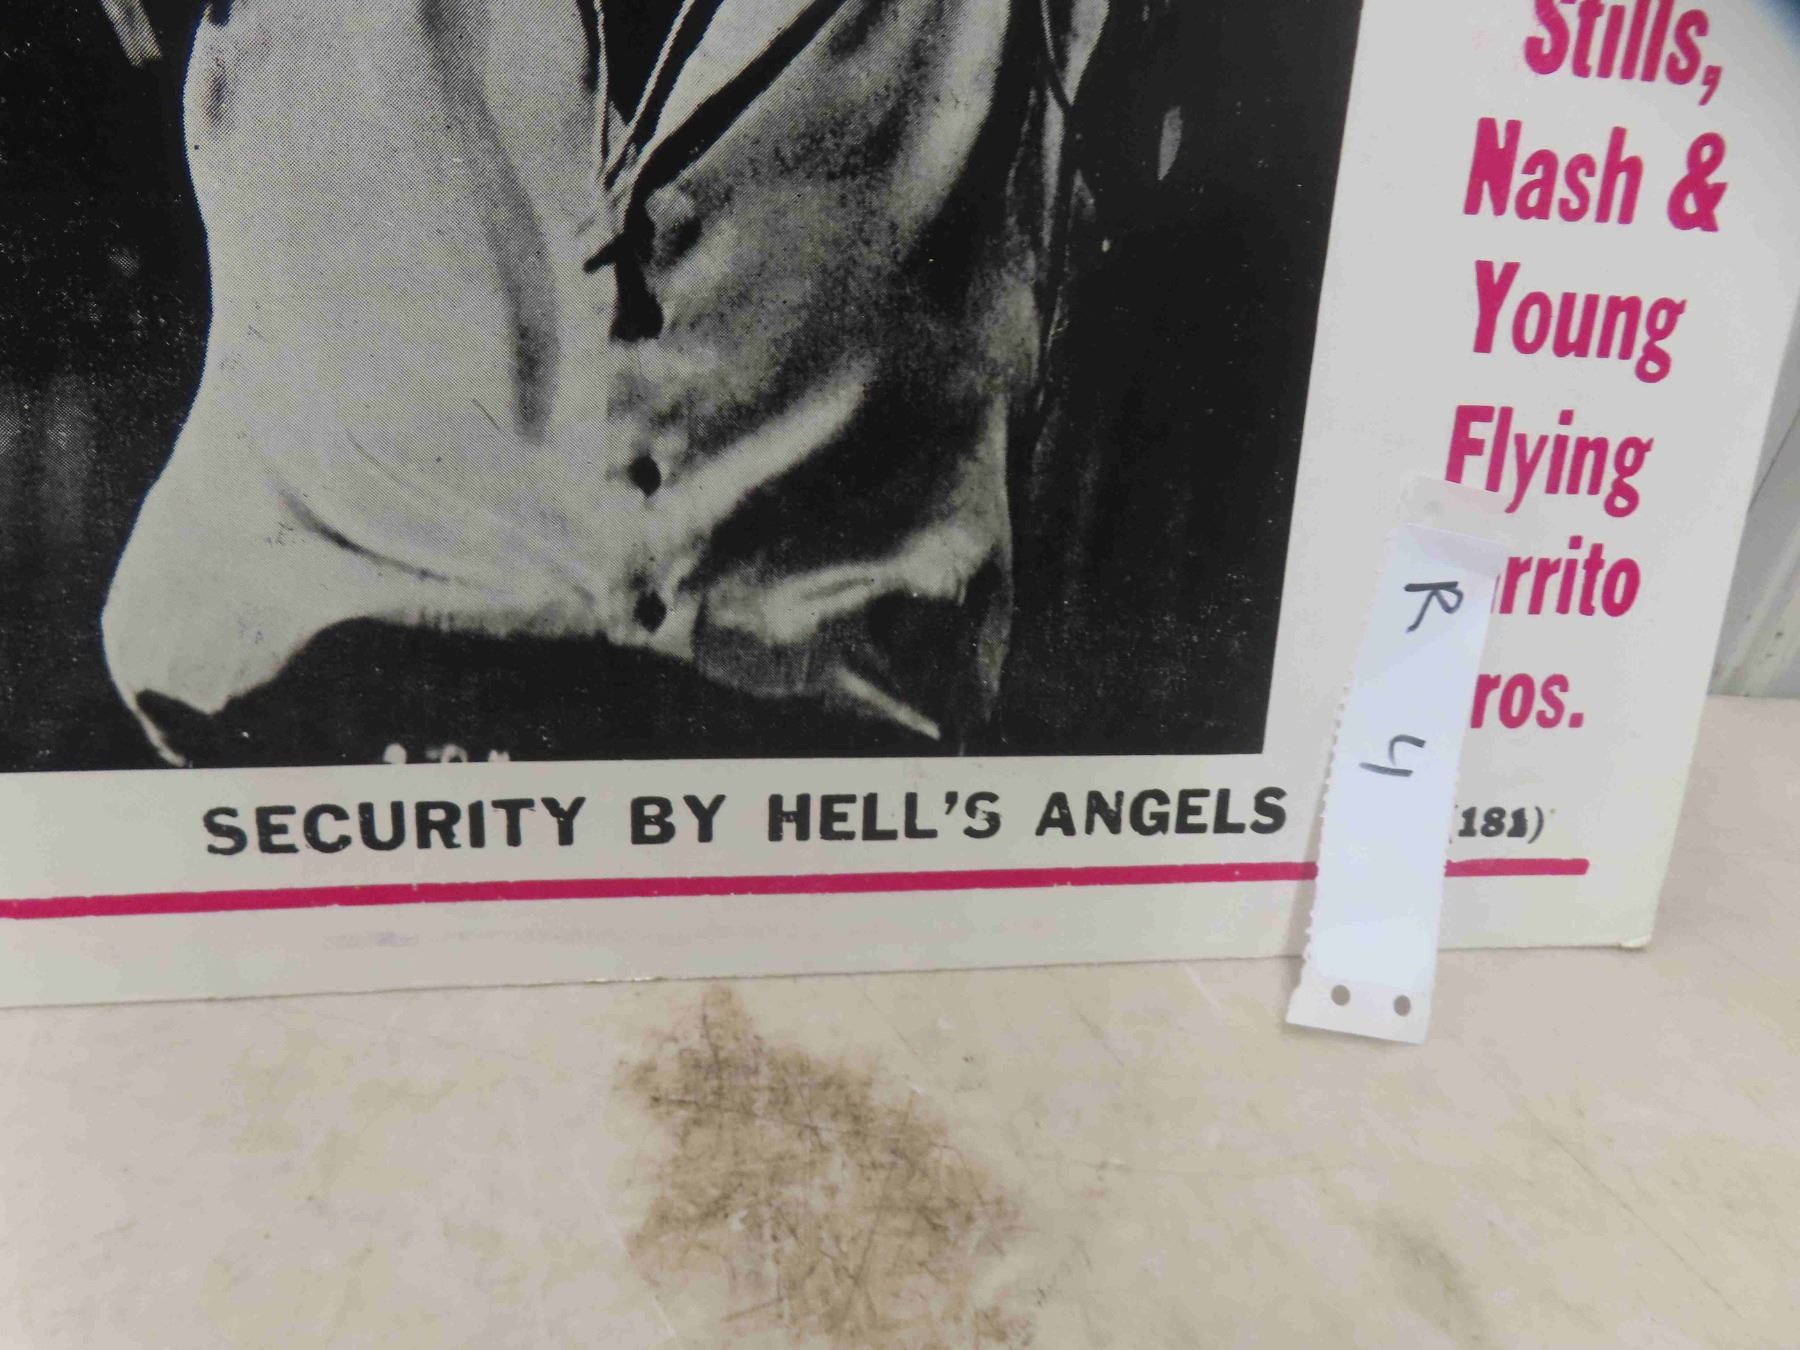 Stills,
Nash &
Young
Flying
rrito
ros.
R 4
SECURITY BY HELL'S ANGELS
(181)